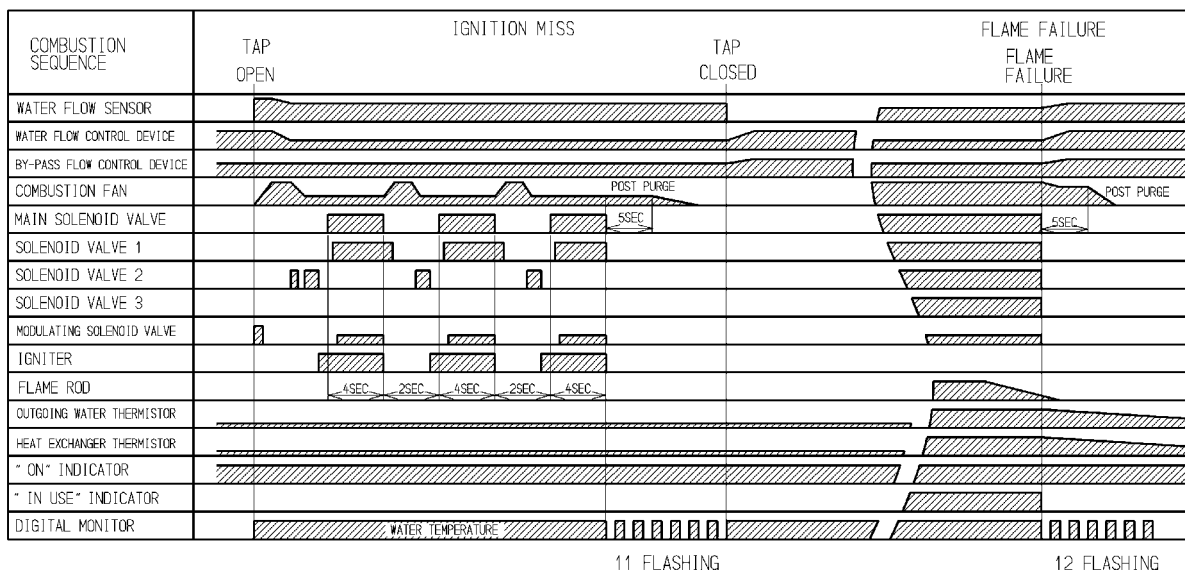 COMBUSTION
SEQUENCE
IGNITION MISS
FLAME FAILURE
TAP
OPEN
TAP
CLOSED
FLAME
FAILURE
WATER FLOW SENSOR
WATER FLOW CONTROL DEVICE
BY-PASS FLOW CONTROL DEVICE
COMBUSTION FAN
POST PURGE
POST PURGE
MAIN SOLENOID VALVE
5SEC
5SEC
SOLENOID VALVE 1
SOLENOID VALVE 2
SOLENOID VALVE 3
MODULATING SOLENOID VALVE
IGNITER
FLAME ROD
4SEC
2SEC
4SEC
2SEC
4SEC
OUTGOING WATER THERMISTOR
HEAT EXCHANGER THERMISTOR
" ON" INDICATOR
" IN USE" INDICATOR
DIGITAL MONITOR
WATER TEMPERATURE
11 FLASHING
12 FLASHING